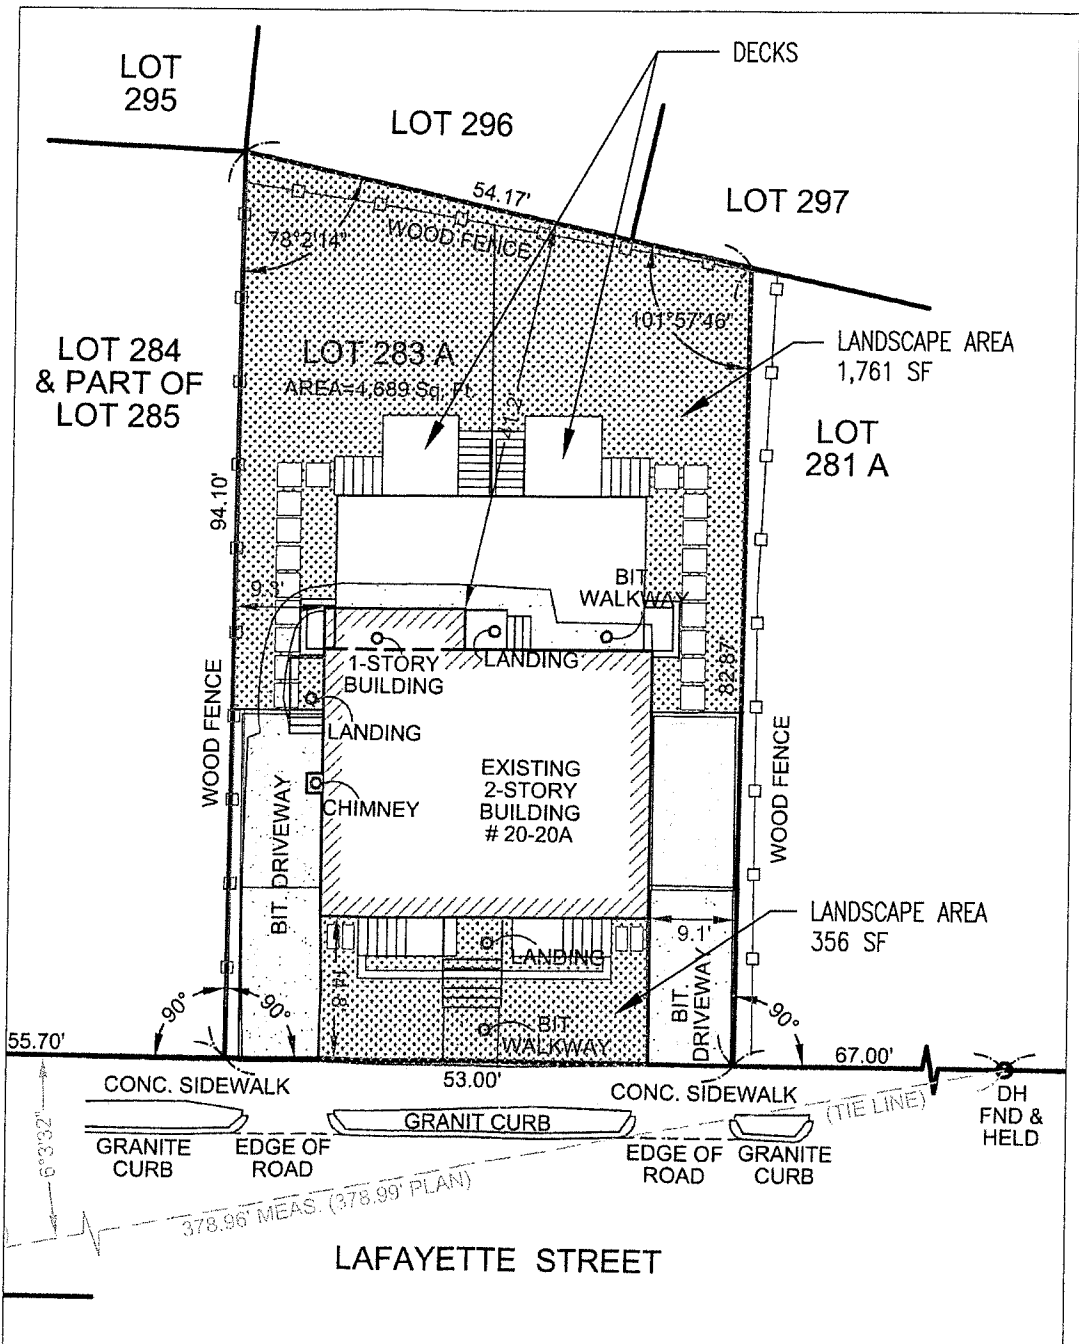 DECKS
LOT
295
LOT 296
54.17'
LOT 297
WOOD FENCE
78°2'14"
101°57'46"
LANDSCAPE AREA
1,761 SF
LOT 284
& PART OF
LOT 285
LOT 283 A
AREA=4,689 Sq. Ft.
41.2'
LOT
281 A
94.10'
9.3'
BIT
WALKWAY
1-STORY
BUILDING
LANDING
82.87'
LANDING
WOOD FENCE
EXISTING
2-STORY
BUILDING
# 20-20A
CHIMNEY
BIT. DRIVEWAY
WOOD FENCE
LANDSCAPE AREA
356 SF
9.1'
LANDING
14.8'
BIT
DRIVEWAY
BIT
WALKWAY
90°
90°
90°
55.70'
53.00'
67.00'
CONC. SIDEWALK
CONC. SIDEWALK
DH
FND &
HELD
(TIE LINE)
GRANIT CURB
GRANITE
CURB
EDGE OF
ROAD
EDGE OF
ROAD
GRANITE
CURB
6°3'32"
378.96' MEAS. (378.99' PLAN)
LAFAYETTE STREET